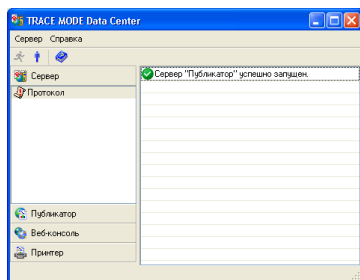 TRACE MODE Data Center
Сервер Справка
Сервер
Протокол
Сервер "Публикатор" успешно запущен.
Публикатор
Веб-консоль
Принтер